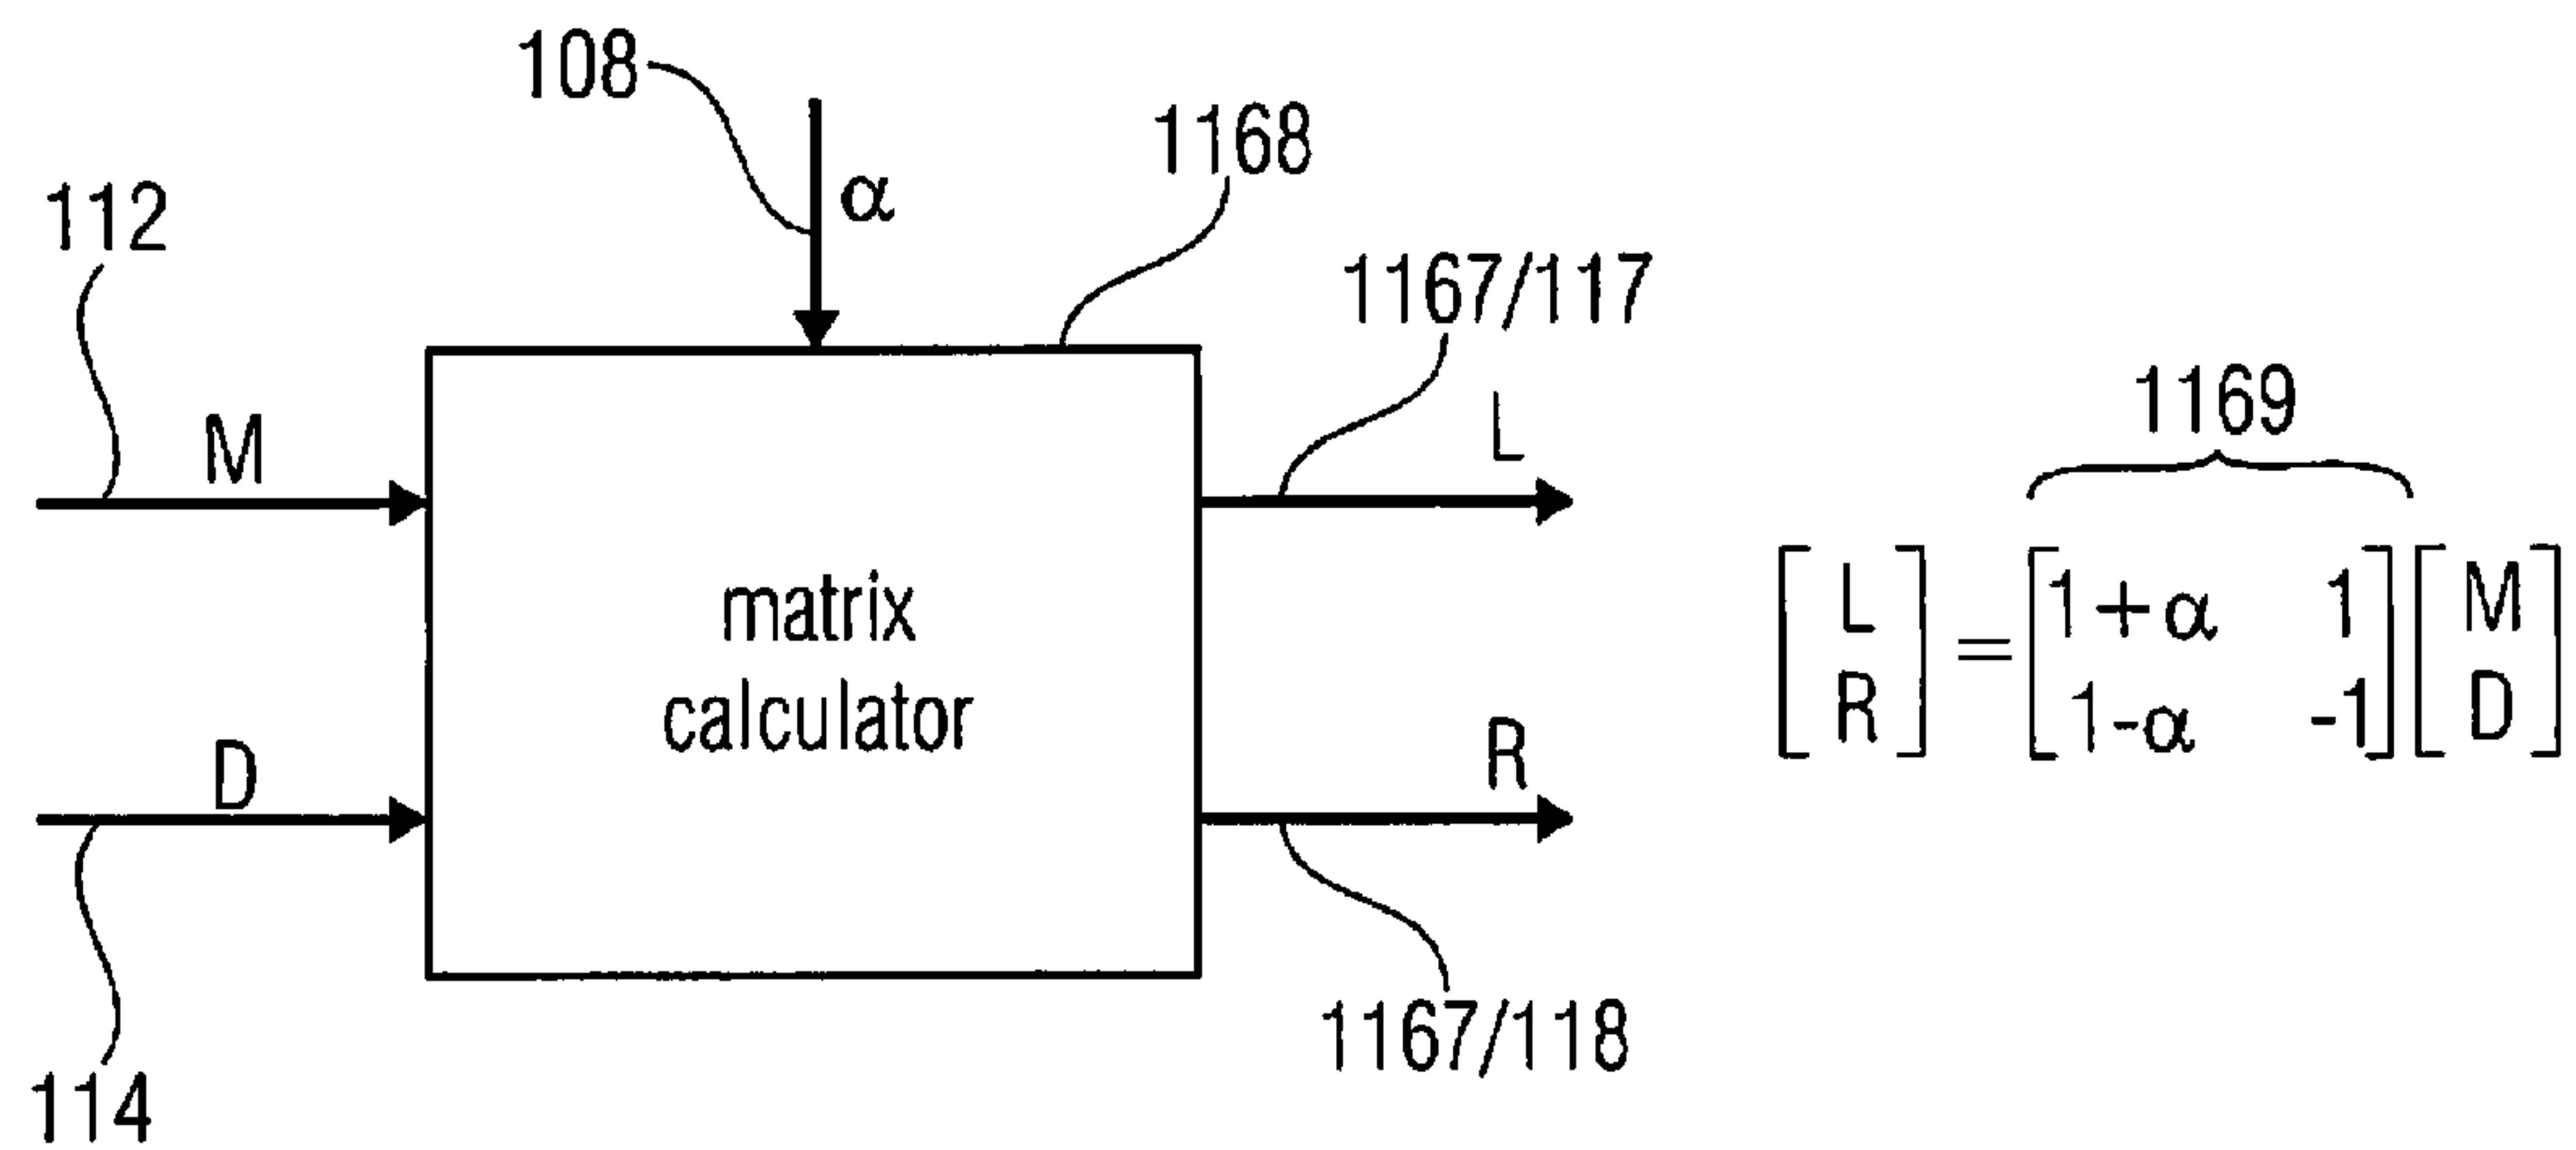 108
1168
α
112
1167/117
M
L
1169
matrix
calculator
[L] = [1+α 1] [M]
[R] [1-α -1] [D]
D
R
114
1167/118